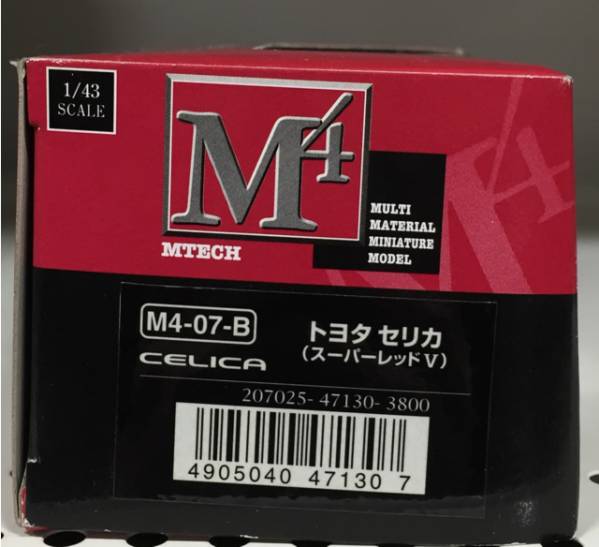 1/43
SCALE
M4
MULTI
MATERIAL
MINIATURE
MODEL
MTECH
M4
M4-07-B
トヨタ セリカ
(スーパーレッドV)
CELICA
207025-47130-3800
4905040 47130 7